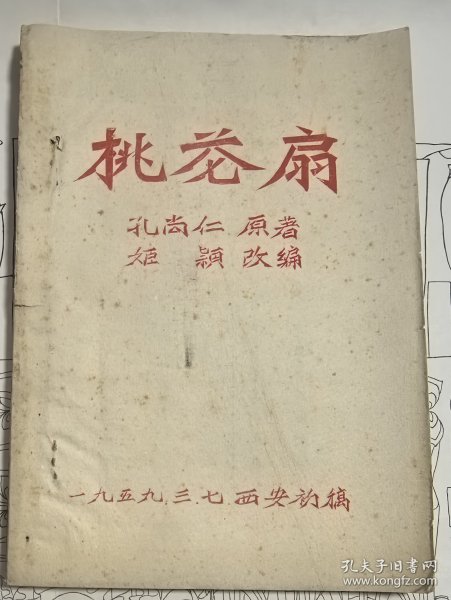 桃花扇
孔尚仁 原著
姬 颖 改编
一九五九.三.七.西安初稿
孔夫子旧书网
www.kongfz.com